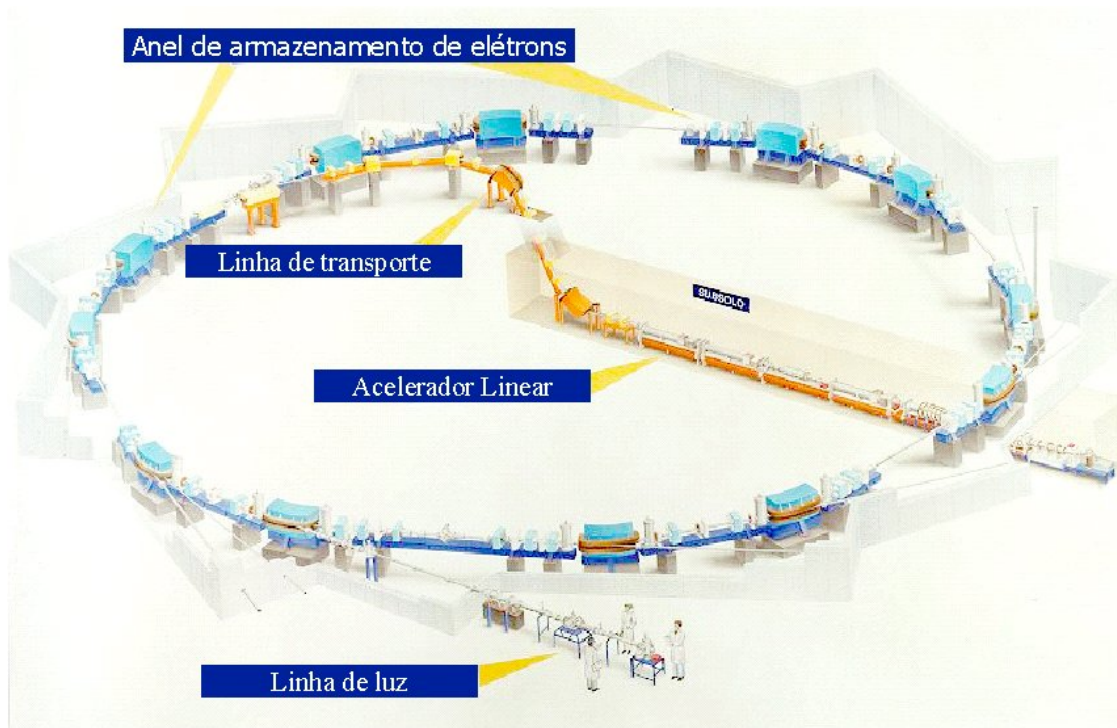 Anel de armazenamento de elétrons
Linha de transporte
SUBSOLO
Acelerador Linear
Linha de luz